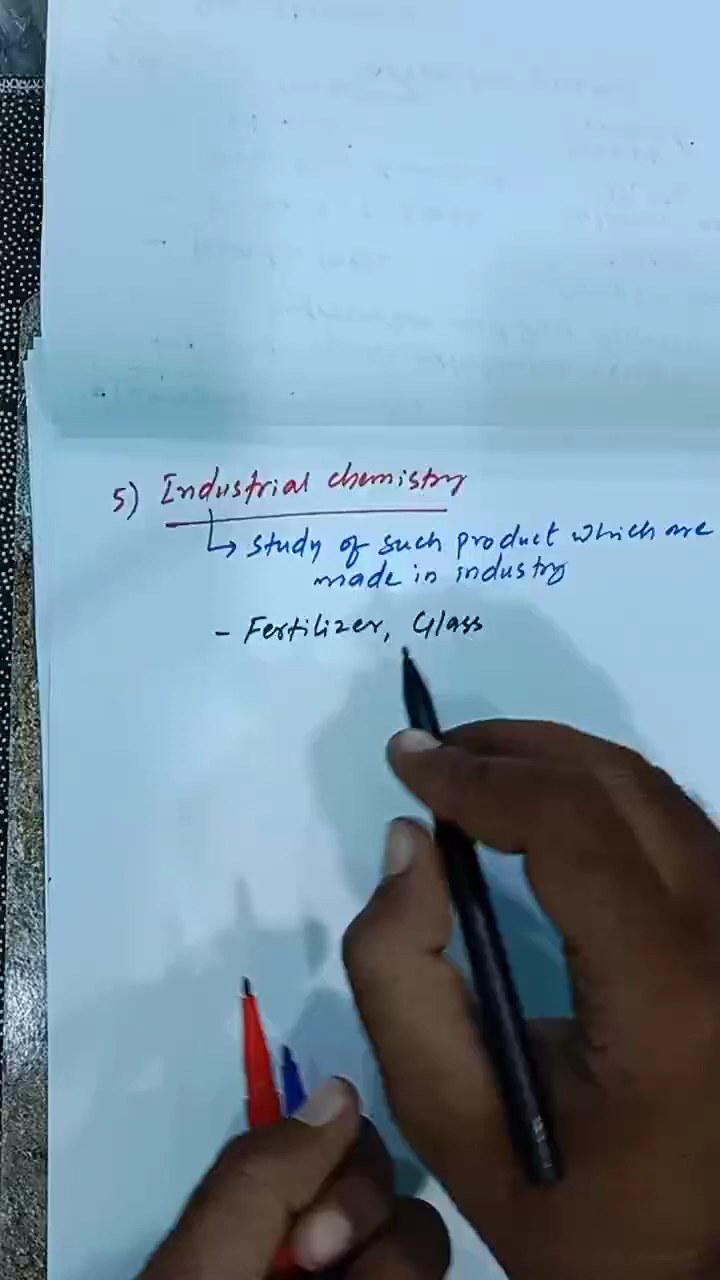 5) Industrial chemistry
↳ study of such product which are
made in industry
- Fertilizer, Glass